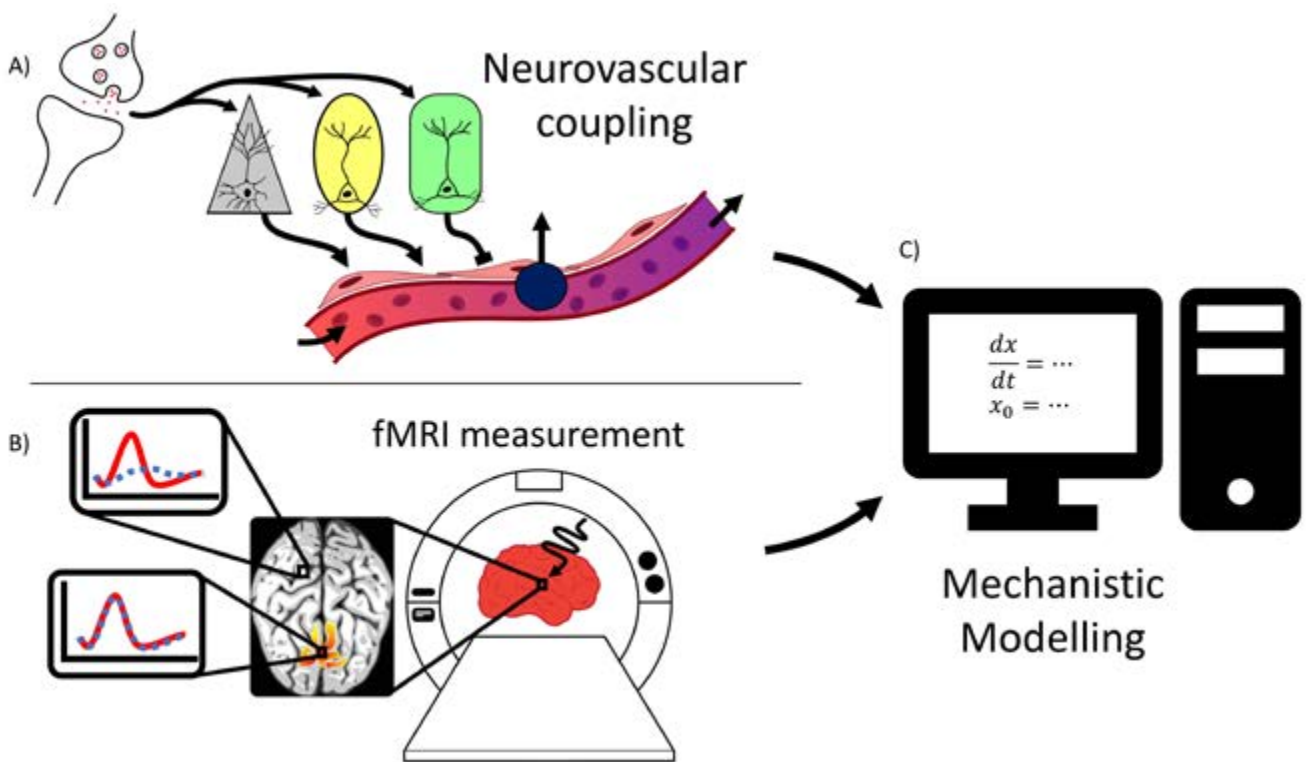 A)
Neurovascular
coupling
B)
fMRI measurement
C)
dx
dt
= ⋯
x₀ = ⋯
Mechanistic
Modelling